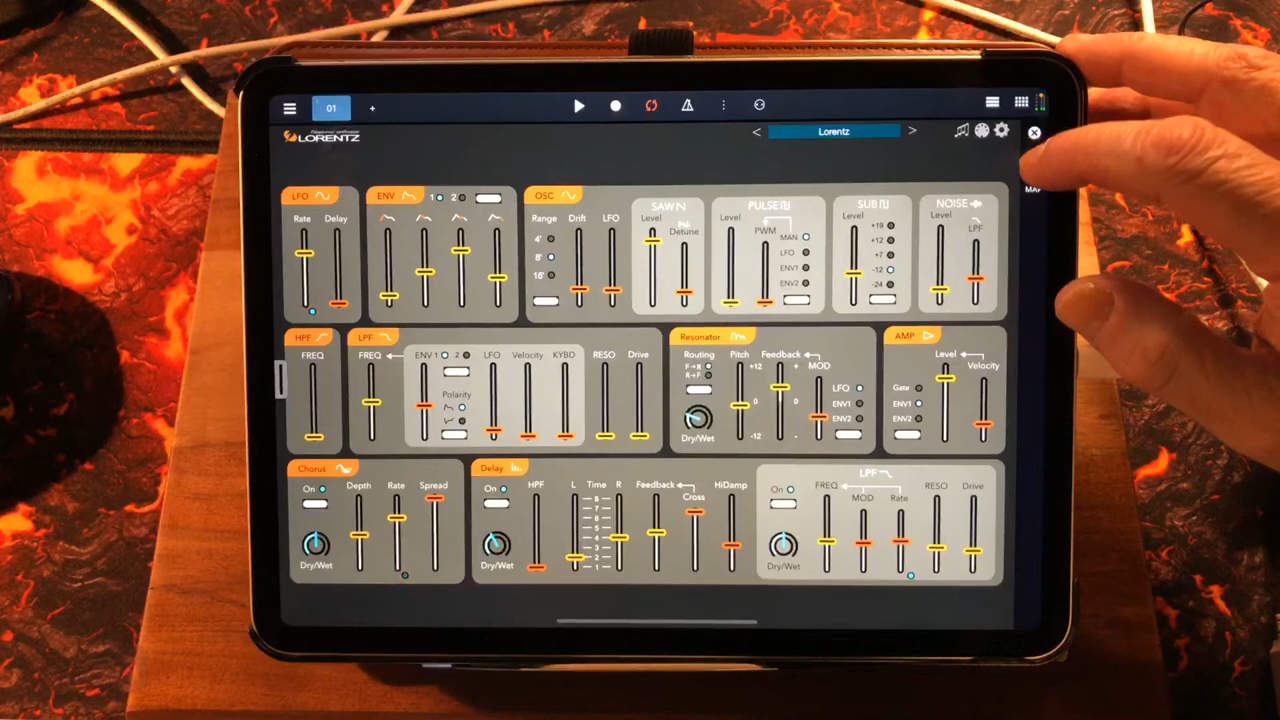 01 +
LORENTZ
< Lorentz >
MAP
LFO
Rate Delay
ENV 1 2
OSC
Range Drift LFO
4'
8'
16'
SAW
Level
Detune
PULSE
Level
PWM
MAN
LFO
ENV1
ENV2
SUB
Level
+19
+12
+7
-12
-24
NOISE
Level
LPF
HPF
FREQ
LPF
FREQ
ENV 1 2
Polarity
LFO Velocity KYBD
RESO Drive
Resonator
Routing
F→R
R→F
Dry/Wet
Pitch
+12
0
-12
Feedback
+
0
-
MOD
LFO
ENV1
ENV2
AMP
Level
Velocity
Gate
ENV1
ENV2
Chorus
On Depth Rate Spread
Dry/Wet
Delay
On HPF L Time R Feedback Cross HiDamp
8
7
6
5
4
3
2
1
Dry/Wet
LPF
On FREQ MOD Rate RESO Drive
Dry/Wet